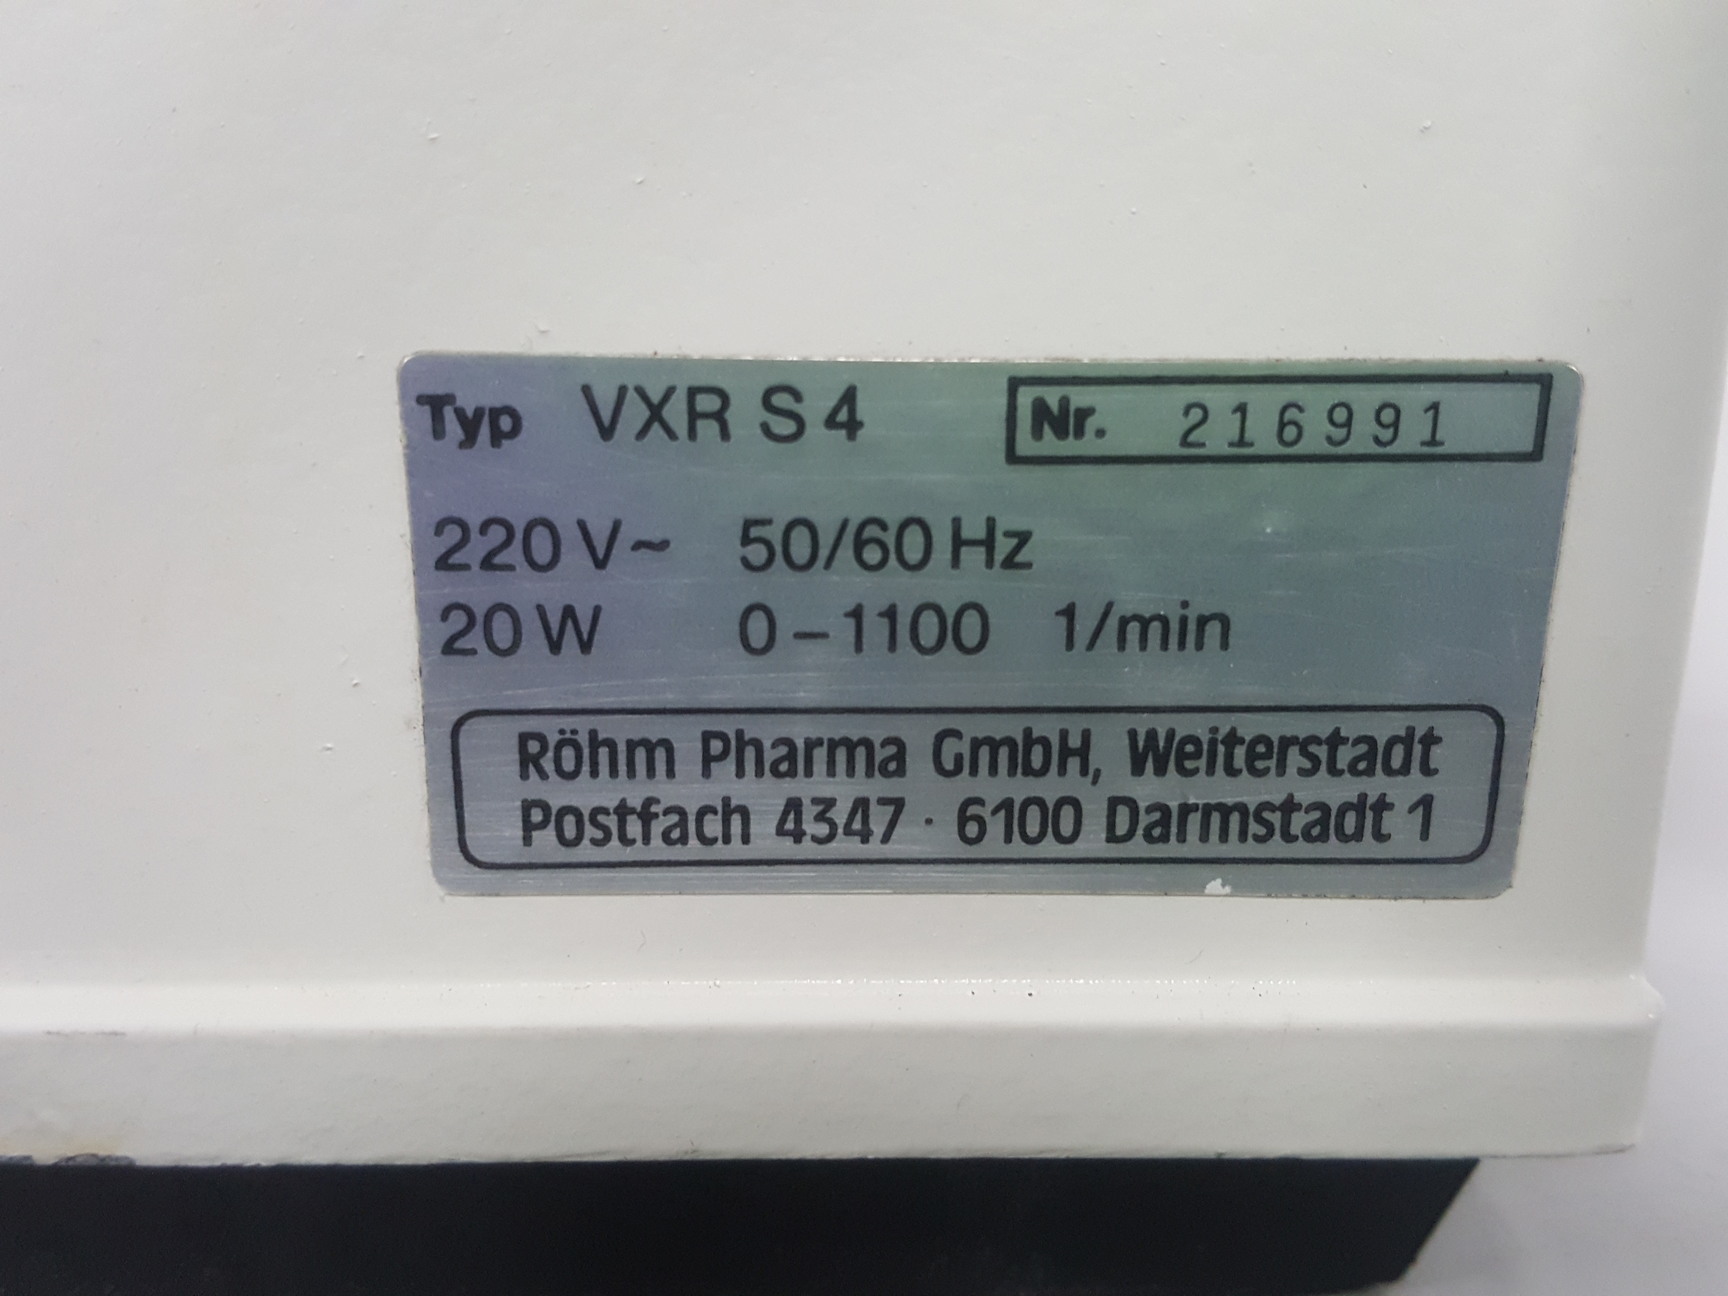 Typ VXR S 4 Nr. 216991
220 V~ 50/60 Hz
20 W 0–1100 1/min
Röhm Pharma GmbH, Weiterstadt
Postfach 4347 · 6100 Darmstadt 1